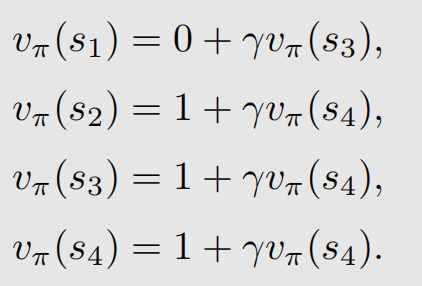 vπ(s1) = 0 + γvπ(s3),
vπ(s2) = 1 + γvπ(s4),
vπ(s3) = 1 + γvπ(s4),
vπ(s4) = 1 + γvπ(s4).